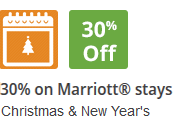 30%
Off
30% on Marriott® stays
Christmas & New Year's